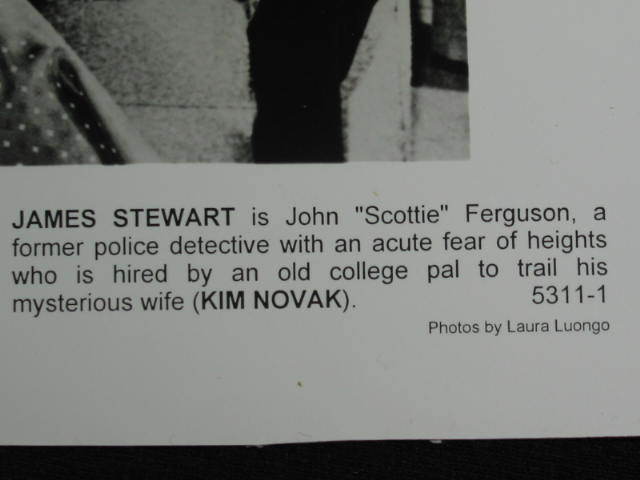 JAMES STEWART is John "Scottie" Ferguson, a
former police detective with an acute fear of heights
who is hired by an old college pal to trail his
mysterious wife (KIM NOVAK). 5311-1
Photos by Laura Luongo